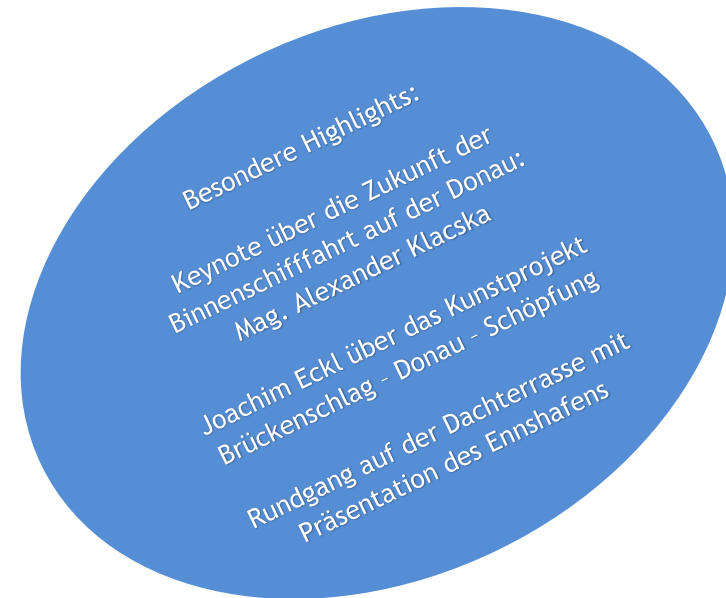 Besondere Highlights:
Keynote über die Zukunft der
Binnenschifffahrt auf der Donau:
Mag. Alexander Klacska
Joachim Eckl über das Kunstprojekt
Brückenschlag - Donau - Schöpfung
Rundgang auf der Dachterrasse mit
Präsentation des Ennshafens